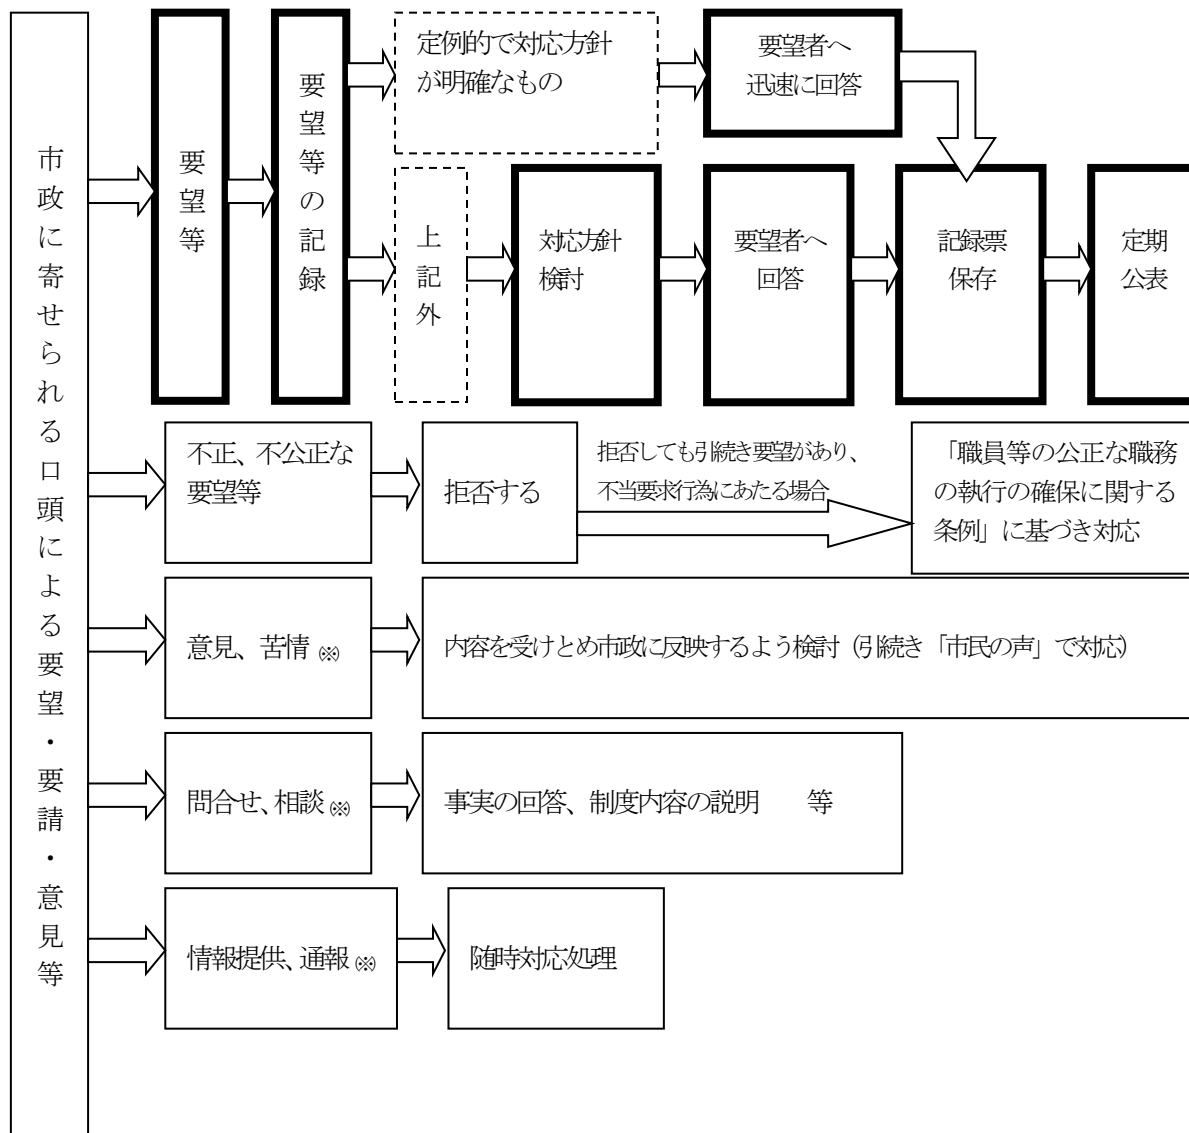 市政に寄せられる口頭による要望・要請・意見等
要望等
要望等の記録
定例的で対応方針
が明確なもの
要望者へ
迅速に回答
上記外
対応方針
検討
要望者へ
回答
記録票
保存
定期
公表
不正、不公正な
要望等
拒否する
拒否しても引続き要望があり、
不当要求行為にあたる場合
「職員等の公正な職務
の執行の確保に関する
条例」に基づき対応
意見、苦情(※)
内容を受けとめ市政に反映するよう検討（引続き「市民の声」で対応）
問合せ、相談(※)
事実の回答、制度内容の説明　　等
情報提供、通報(※)
随時対応処理